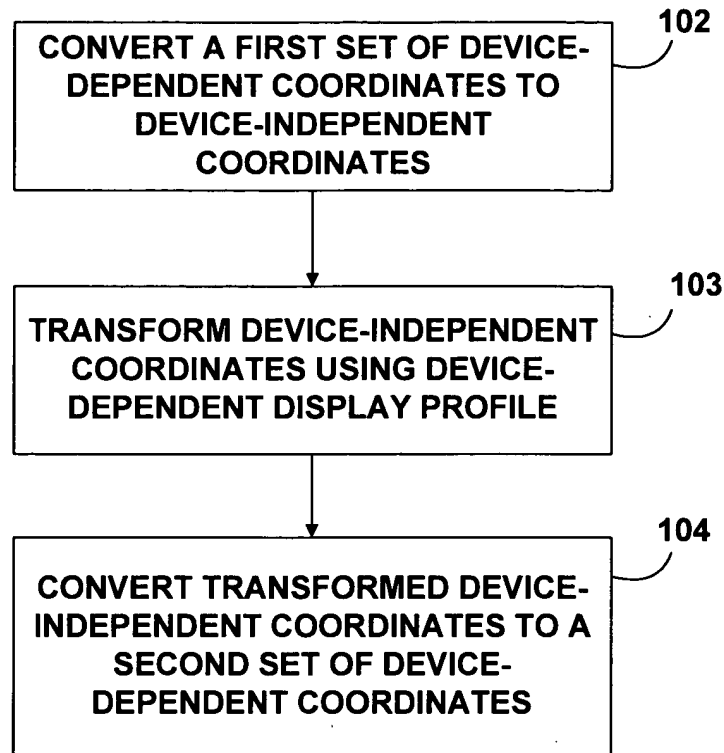 102
CONVERT A FIRST SET OF DEVICE-
DEPENDENT COORDINATES TO
DEVICE-INDEPENDENT
COORDINATES
103
TRANSFORM DEVICE-INDEPENDENT
COORDINATES USING DEVICE-
DEPENDENT DISPLAY PROFILE
104
CONVERT TRANSFORMED DEVICE-
INDEPENDENT COORDINATES TO A
SECOND SET OF DEVICE-
DEPENDENT COORDINATES